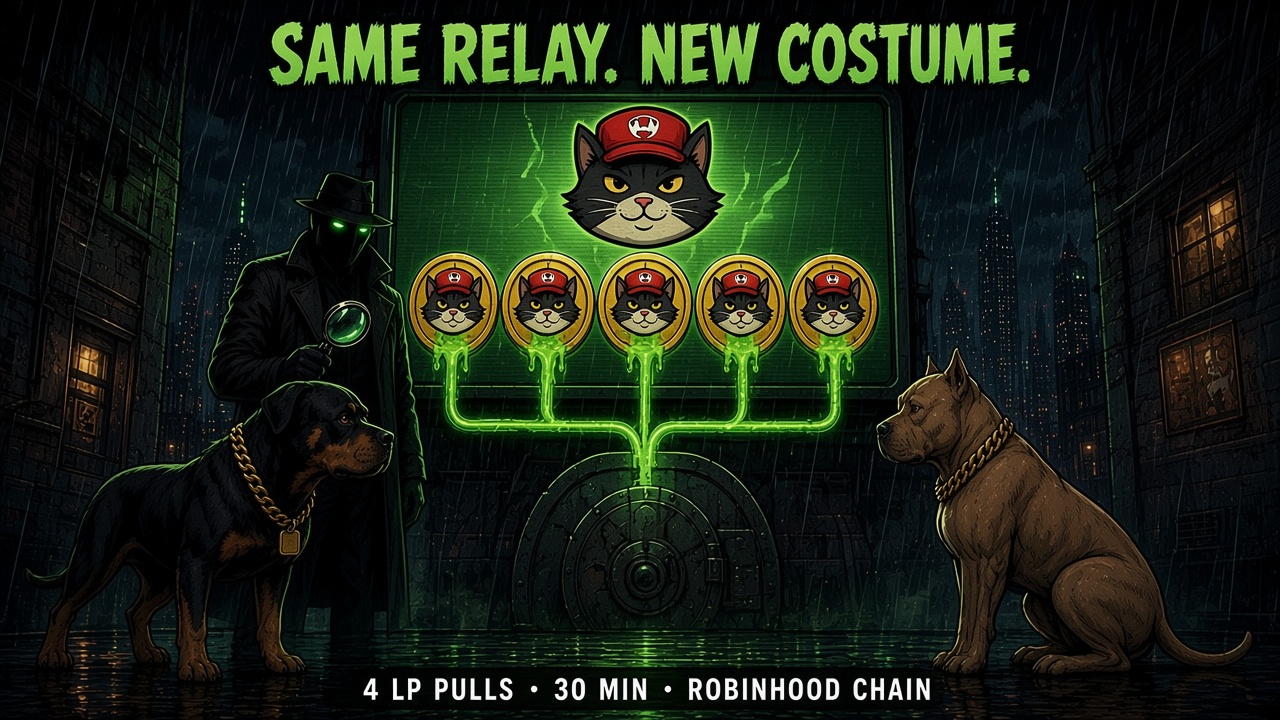 SAME RELAY. NEW COSTUME.
4 LP PULLS • 30 MIN • ROBINHOOD CHAIN